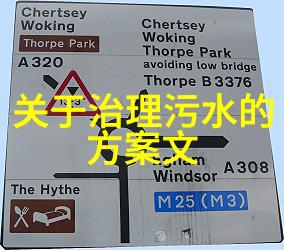 Chertsey
Woking
Thorpe Park
A320
Chertsey
Woking
Thorpe Park
avoiding low bridge
Thorpe B3376
关于治理污水的
方案文
Windsor
A308
M25 (M3)
The Hythe